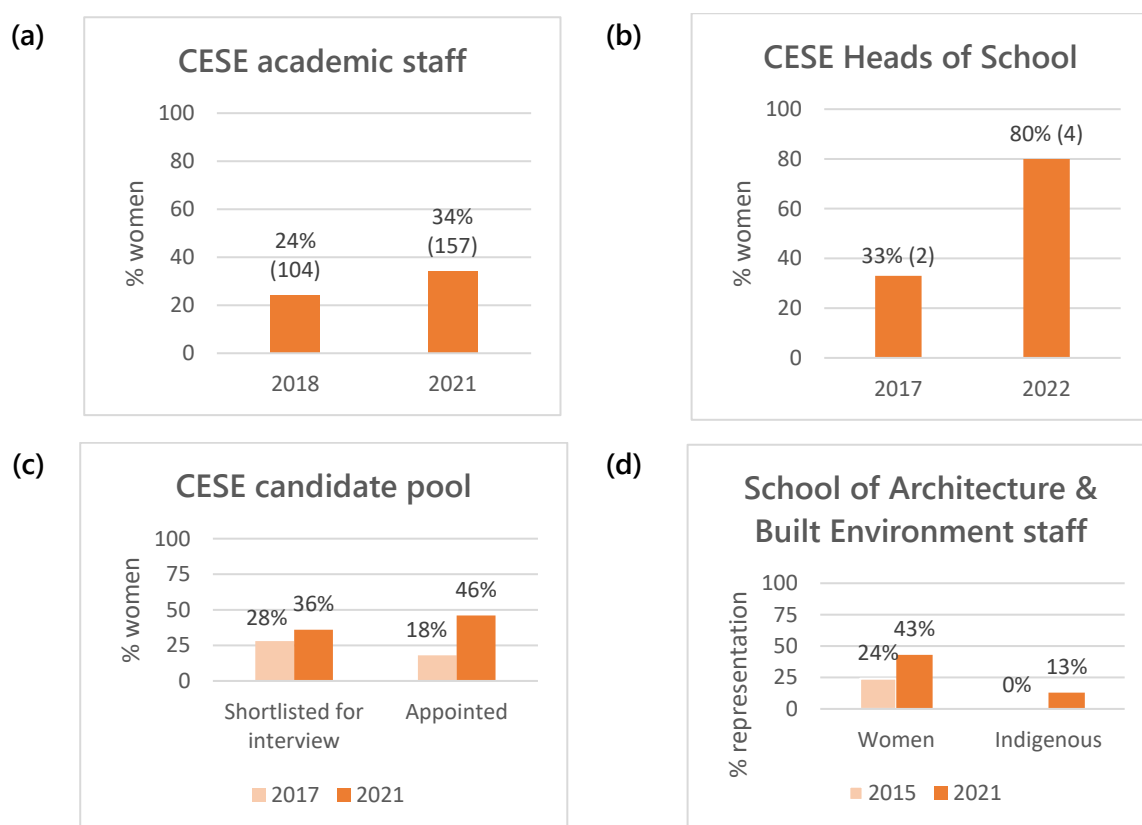 (a)
CESE academic staff
% women
100
80
60
40
20
0
24%
(104)
34%
(157)
2018
2021
(b)
CESE Heads of School
% women
100
80
60
40
20
0
33% (2)
80% (4)
2017
2022
(c)
CESE candidate pool
% women
100
75
50
25
0
28%
36%
18%
46%
Shortlisted for
interview
Appointed
2017
2021
(d)
School of Architecture &
Built Environment staff
% representation
100
75
50
25
0
24%
43%
0%
13%
Women
Indigenous
2015
2021